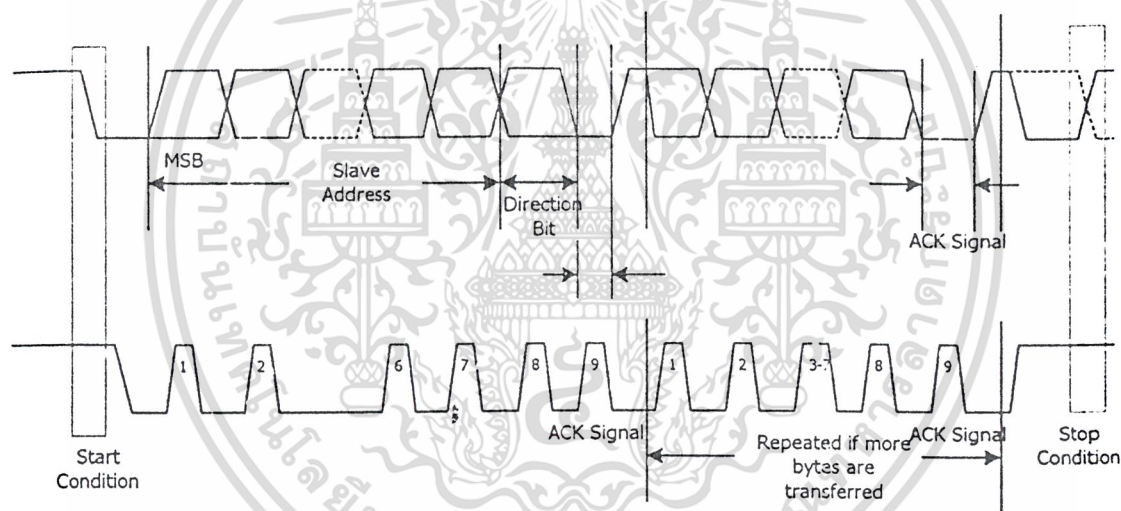 MSB
Slave
Address
Direction
Bit
ACK Signal
1
2
6
7
8
9
1
2
3-7
8
9
ACK Signal
Repeated if more
bytes are
transferred
ACK Signal
Start
Condition
Stop
Condition